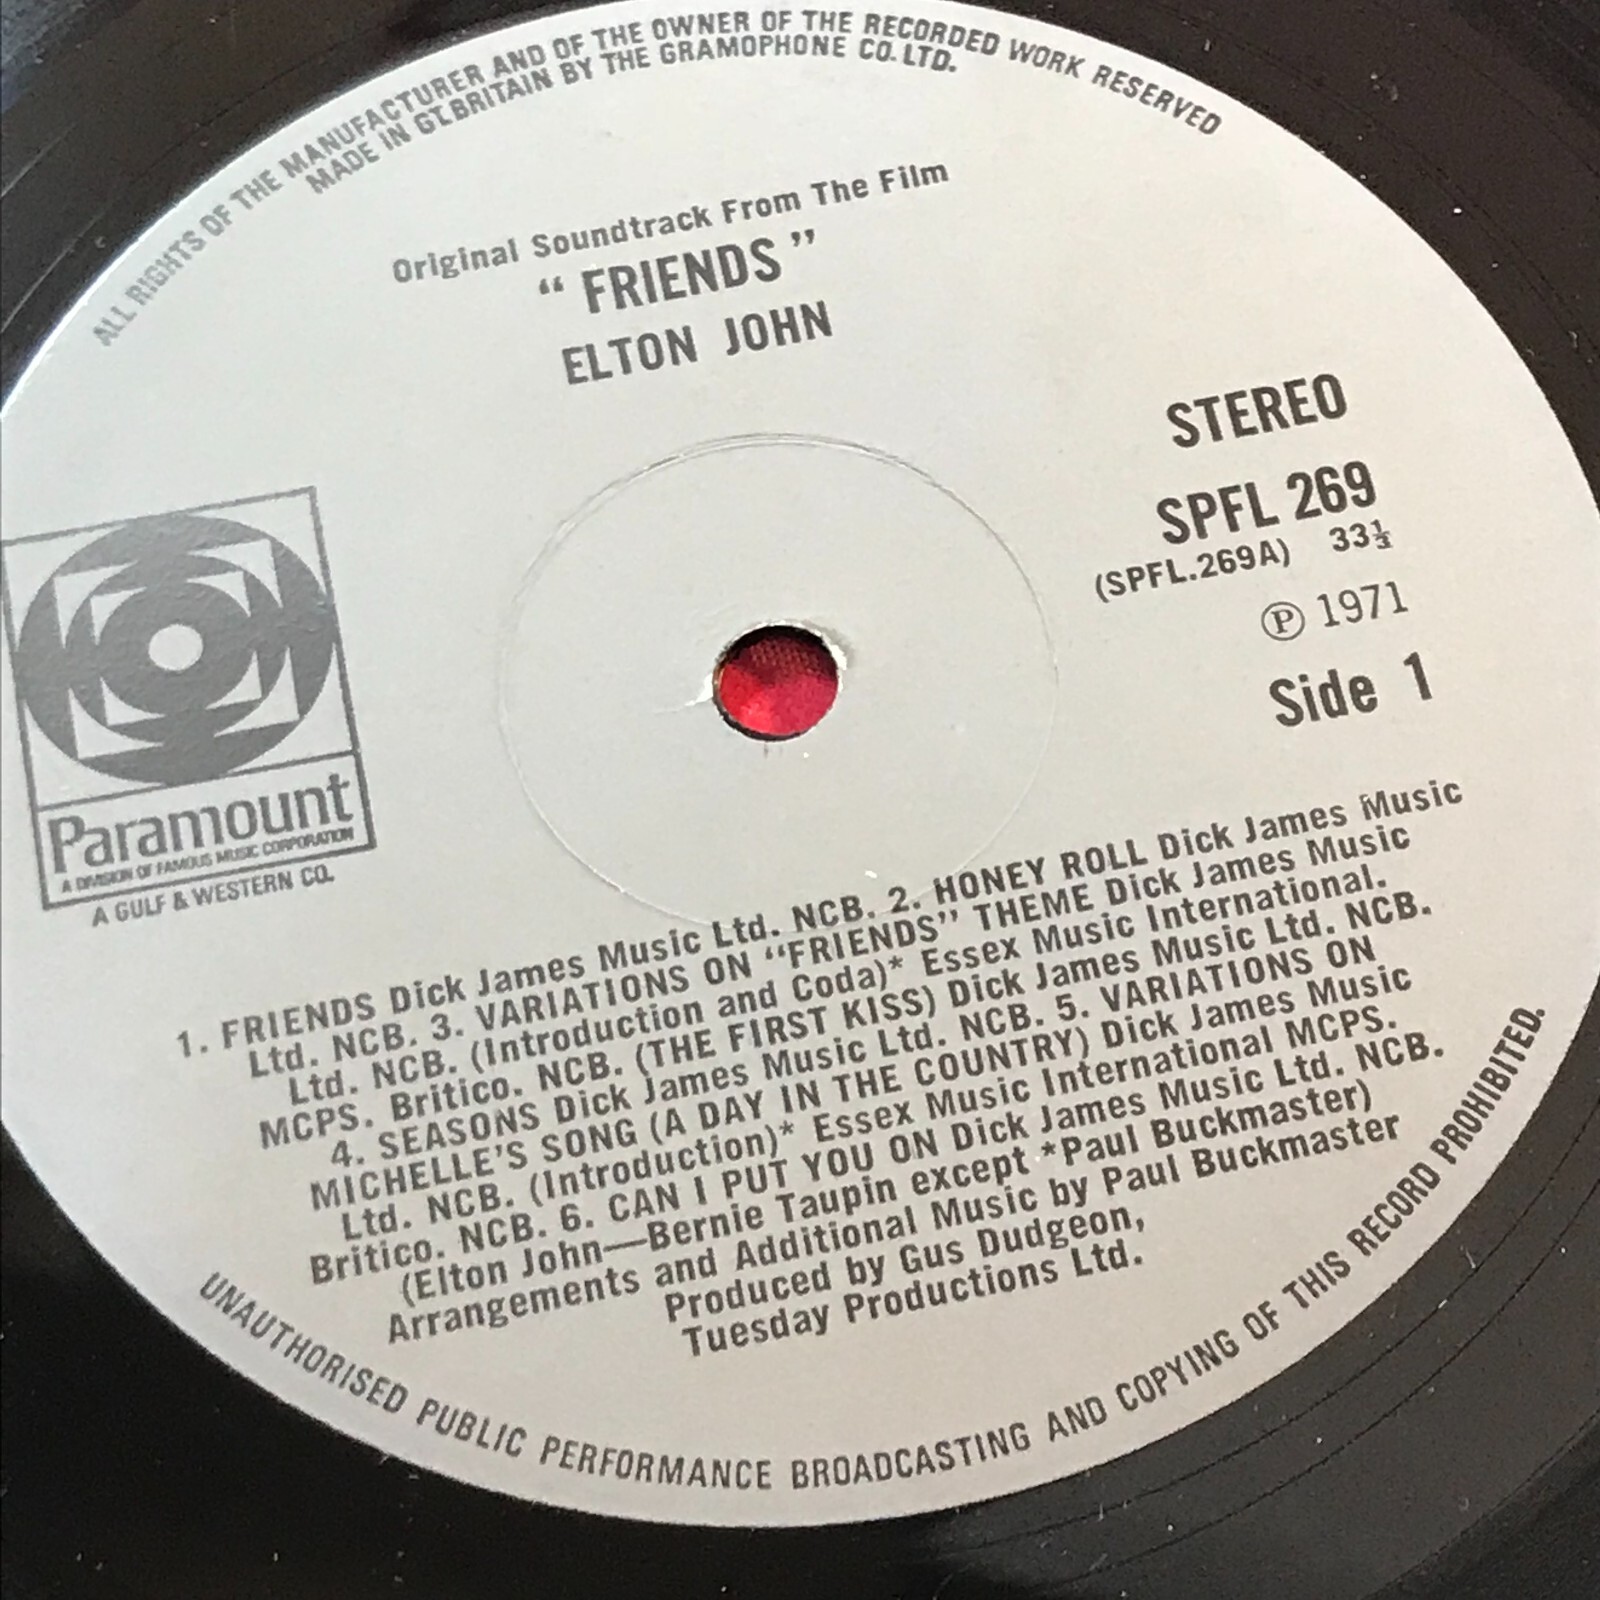 ALL RIGHTS OF THE MANUFACTURER AND OF THE OWNER OF THE RECORDED WORK RESERVED
MADE IN GT. BRITAIN BY THE GRAMOPHONE CO. LTD.
Original Soundtrack From The Film
“ FRIENDS ”
ELTON JOHN
STEREO
SPFL 269
(SPFL.269A) 33⅓
℗ 1971
Side 1
Paramount
A DIVISION OF FAMOUS MUSIC CORPORATION
A GULF & WESTERN CO.
1. FRIENDS Dick James Music Ltd. NCB. 2. HONEY ROLL Dick James Music
Ltd. NCB. 3. VARIATIONS ON “FRIENDS” THEME Dick James Music
Ltd. NCB. (Introduction and Coda)* Essex Music International.
MCPS. Britico. NCB. (THE FIRST KISS) Dick James Music Ltd. NCB.
4. SEASONS Dick James Music Ltd. NCB. 5. VARIATIONS ON
MICHELLE’S SONG (A DAY IN THE COUNTRY) Dick James Music
Ltd. NCB. (Introduction)* Essex Music International MCPS.
Britico. NCB. 6. CAN I PUT YOU ON Dick James Music Ltd. NCB.
(Elton John—Bernie Taupin except *Paul Buckmaster)
Arrangements and Additional Music by Paul Buckmaster
Produced by Gus Dudgeon,
Tuesday Productions Ltd.
UNAUTHORISED PUBLIC PERFORMANCE BROADCASTING AND COPYING OF THIS RECORD PROHIBITED.